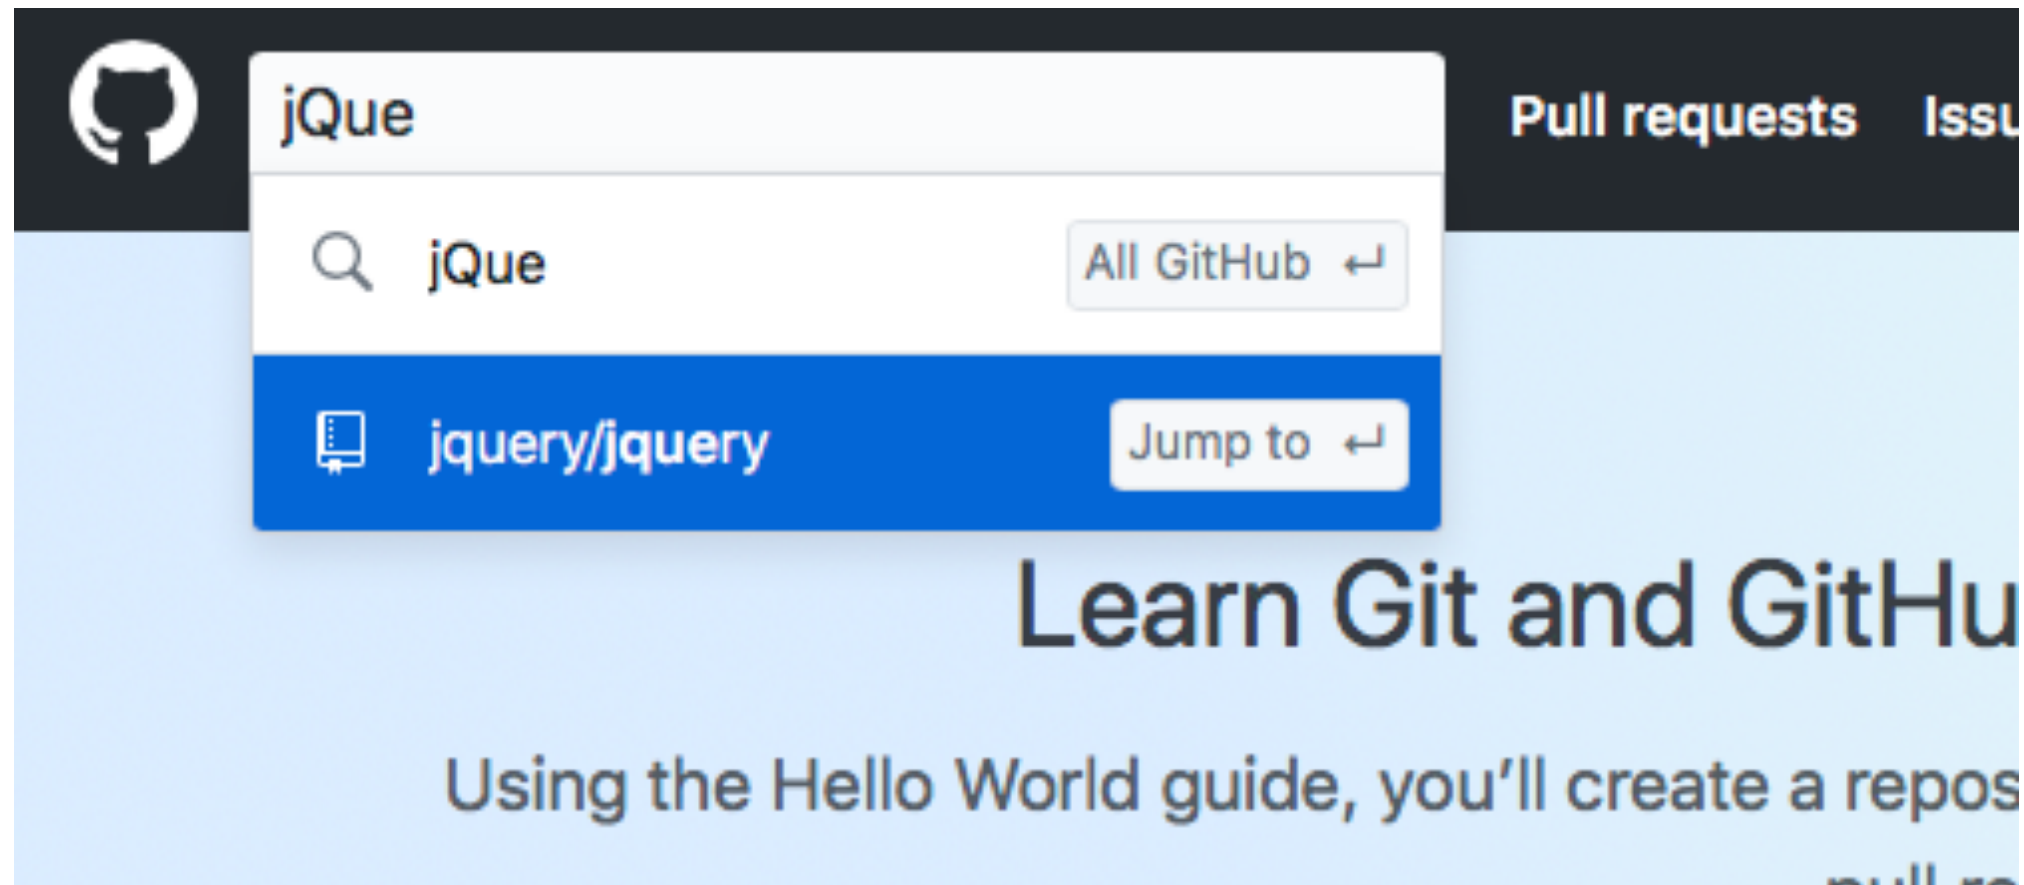 jQue
Pull requests
jQue
All GitHub ↵
jquery/jquery
Jump to ↵
Learn Git and GitHu
Using the Hello World guide, you’ll create a repos